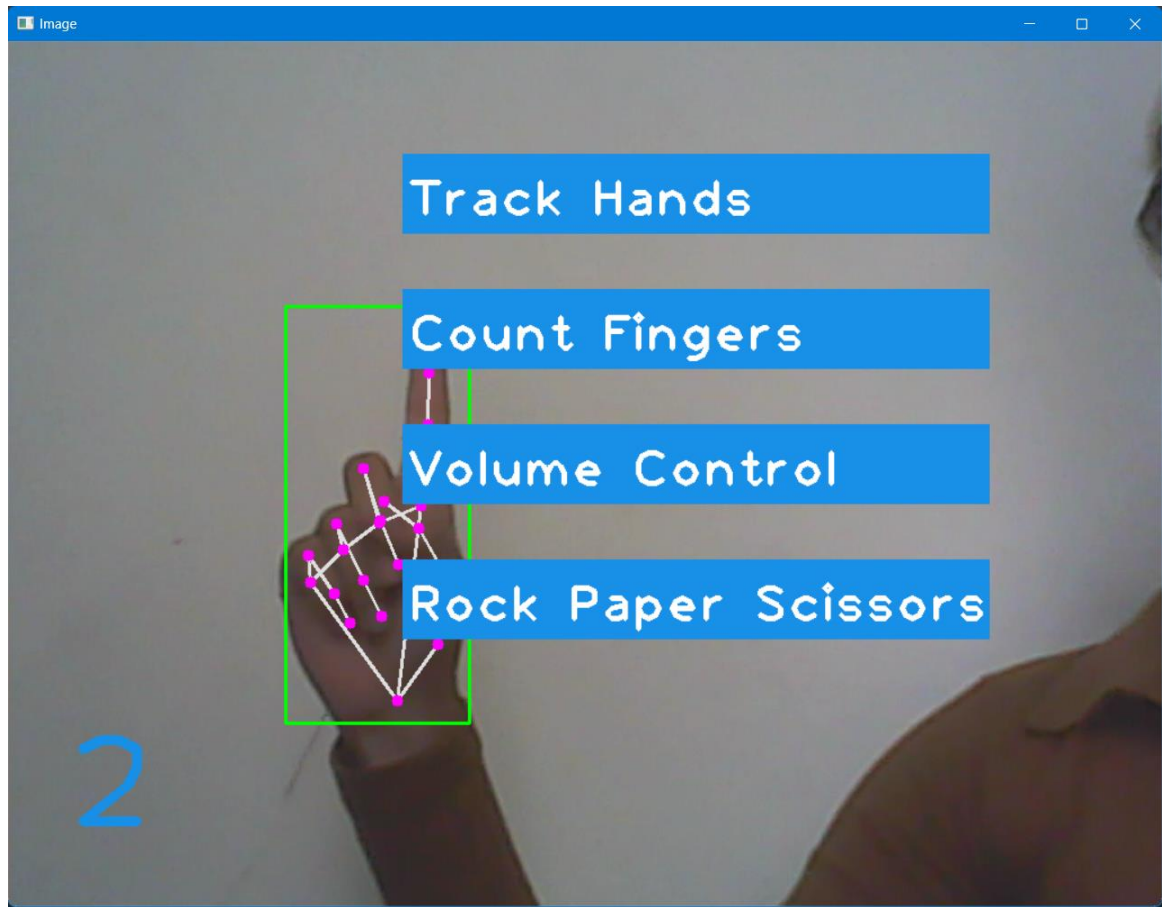 Image
Track Hands
Count Fingers
Volume Control
Rock Paper Scissors
2